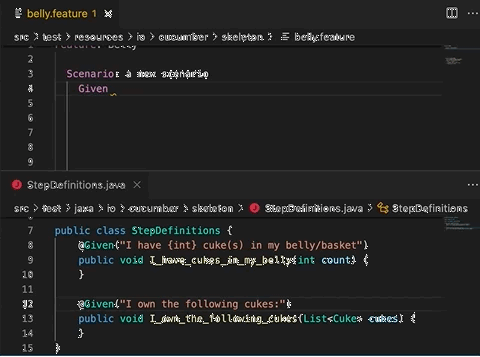 belly.feature 1
src > test > resources > io > cucumber > skeleton > belly.feature
1 Feature: Belly
2
3 Scenario: a new scenario
4 Given
5
6
7
8
9
StepDefinitions.java
src > test > java > io > cucumber > skeleton > StepDefinitions.java > StepDefinitions
6
7 public class StepDefinitions {
8 @Given("I have {int} cuke(s) in my belly/basket")
9 public void I_have_cukes_in_my_belly(int count) {
10 }
11
12 @Given("I own the following cukes:")
13 public void I_own_the_following_cukes(List<Cuke> cukes) {
14 }
15 }